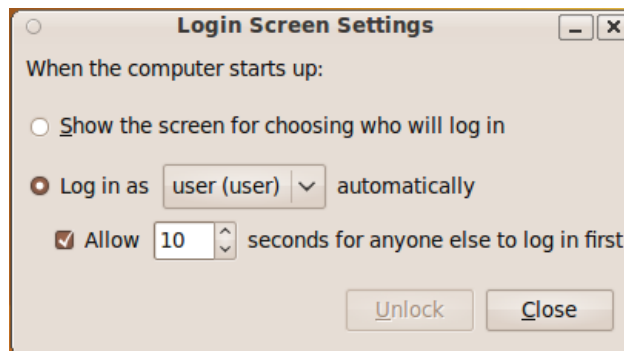 Login Screen Settings
When the computer starts up:
Show the screen for choosing who will log in
Log in as user (user) automatically
Allow 10 seconds for anyone else to log in first
Unlock Close